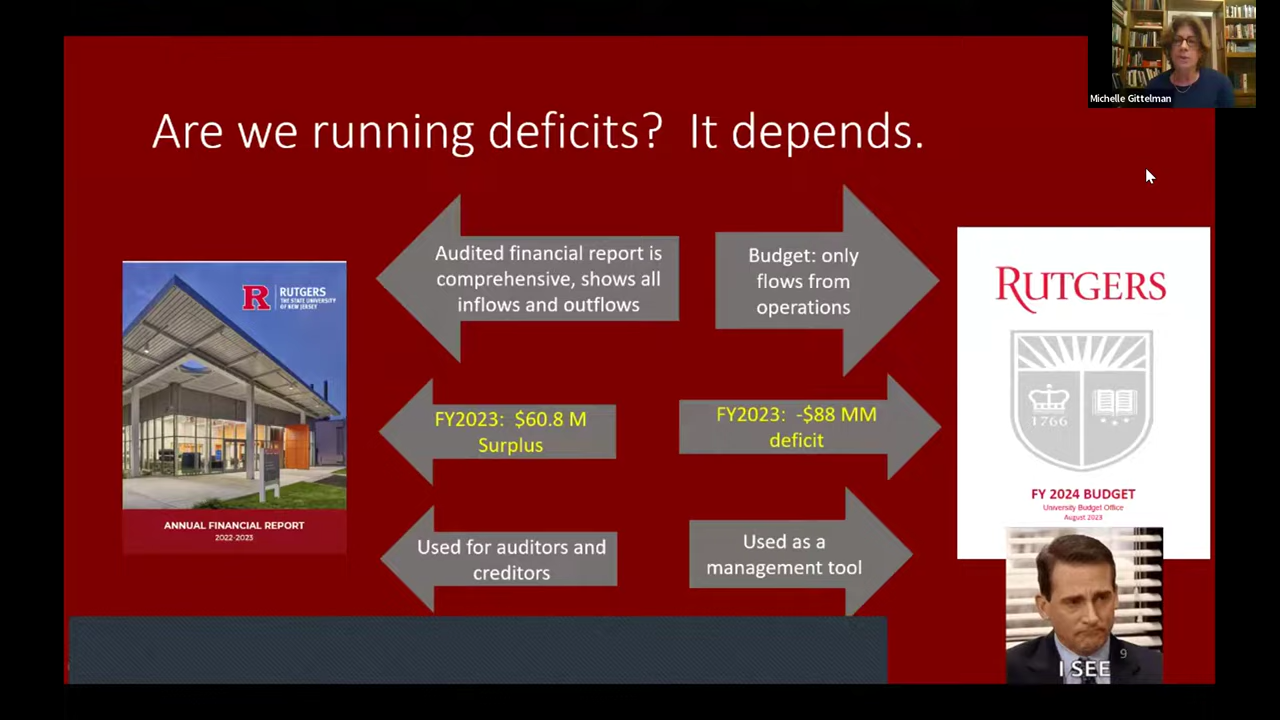 Michelle Gittelman
Are we running deficits? It depends.
R RUTGERS
THE STATE UNIVERSITY
OF NEW JERSEY
ANNUAL FINANCIAL REPORT
2022-2023
Audited financial report is
comprehensive, shows all
inflows and outflows
Budget: only
flows from
operations
FY2023: $60.8 M
Surplus
FY2023: -$88 MM
deficit
Used for auditors and
creditors
Used as a
management tool
RUTGERS
1766
FY 2024 BUDGET
University Budget Office
August 2023
9
I SEE